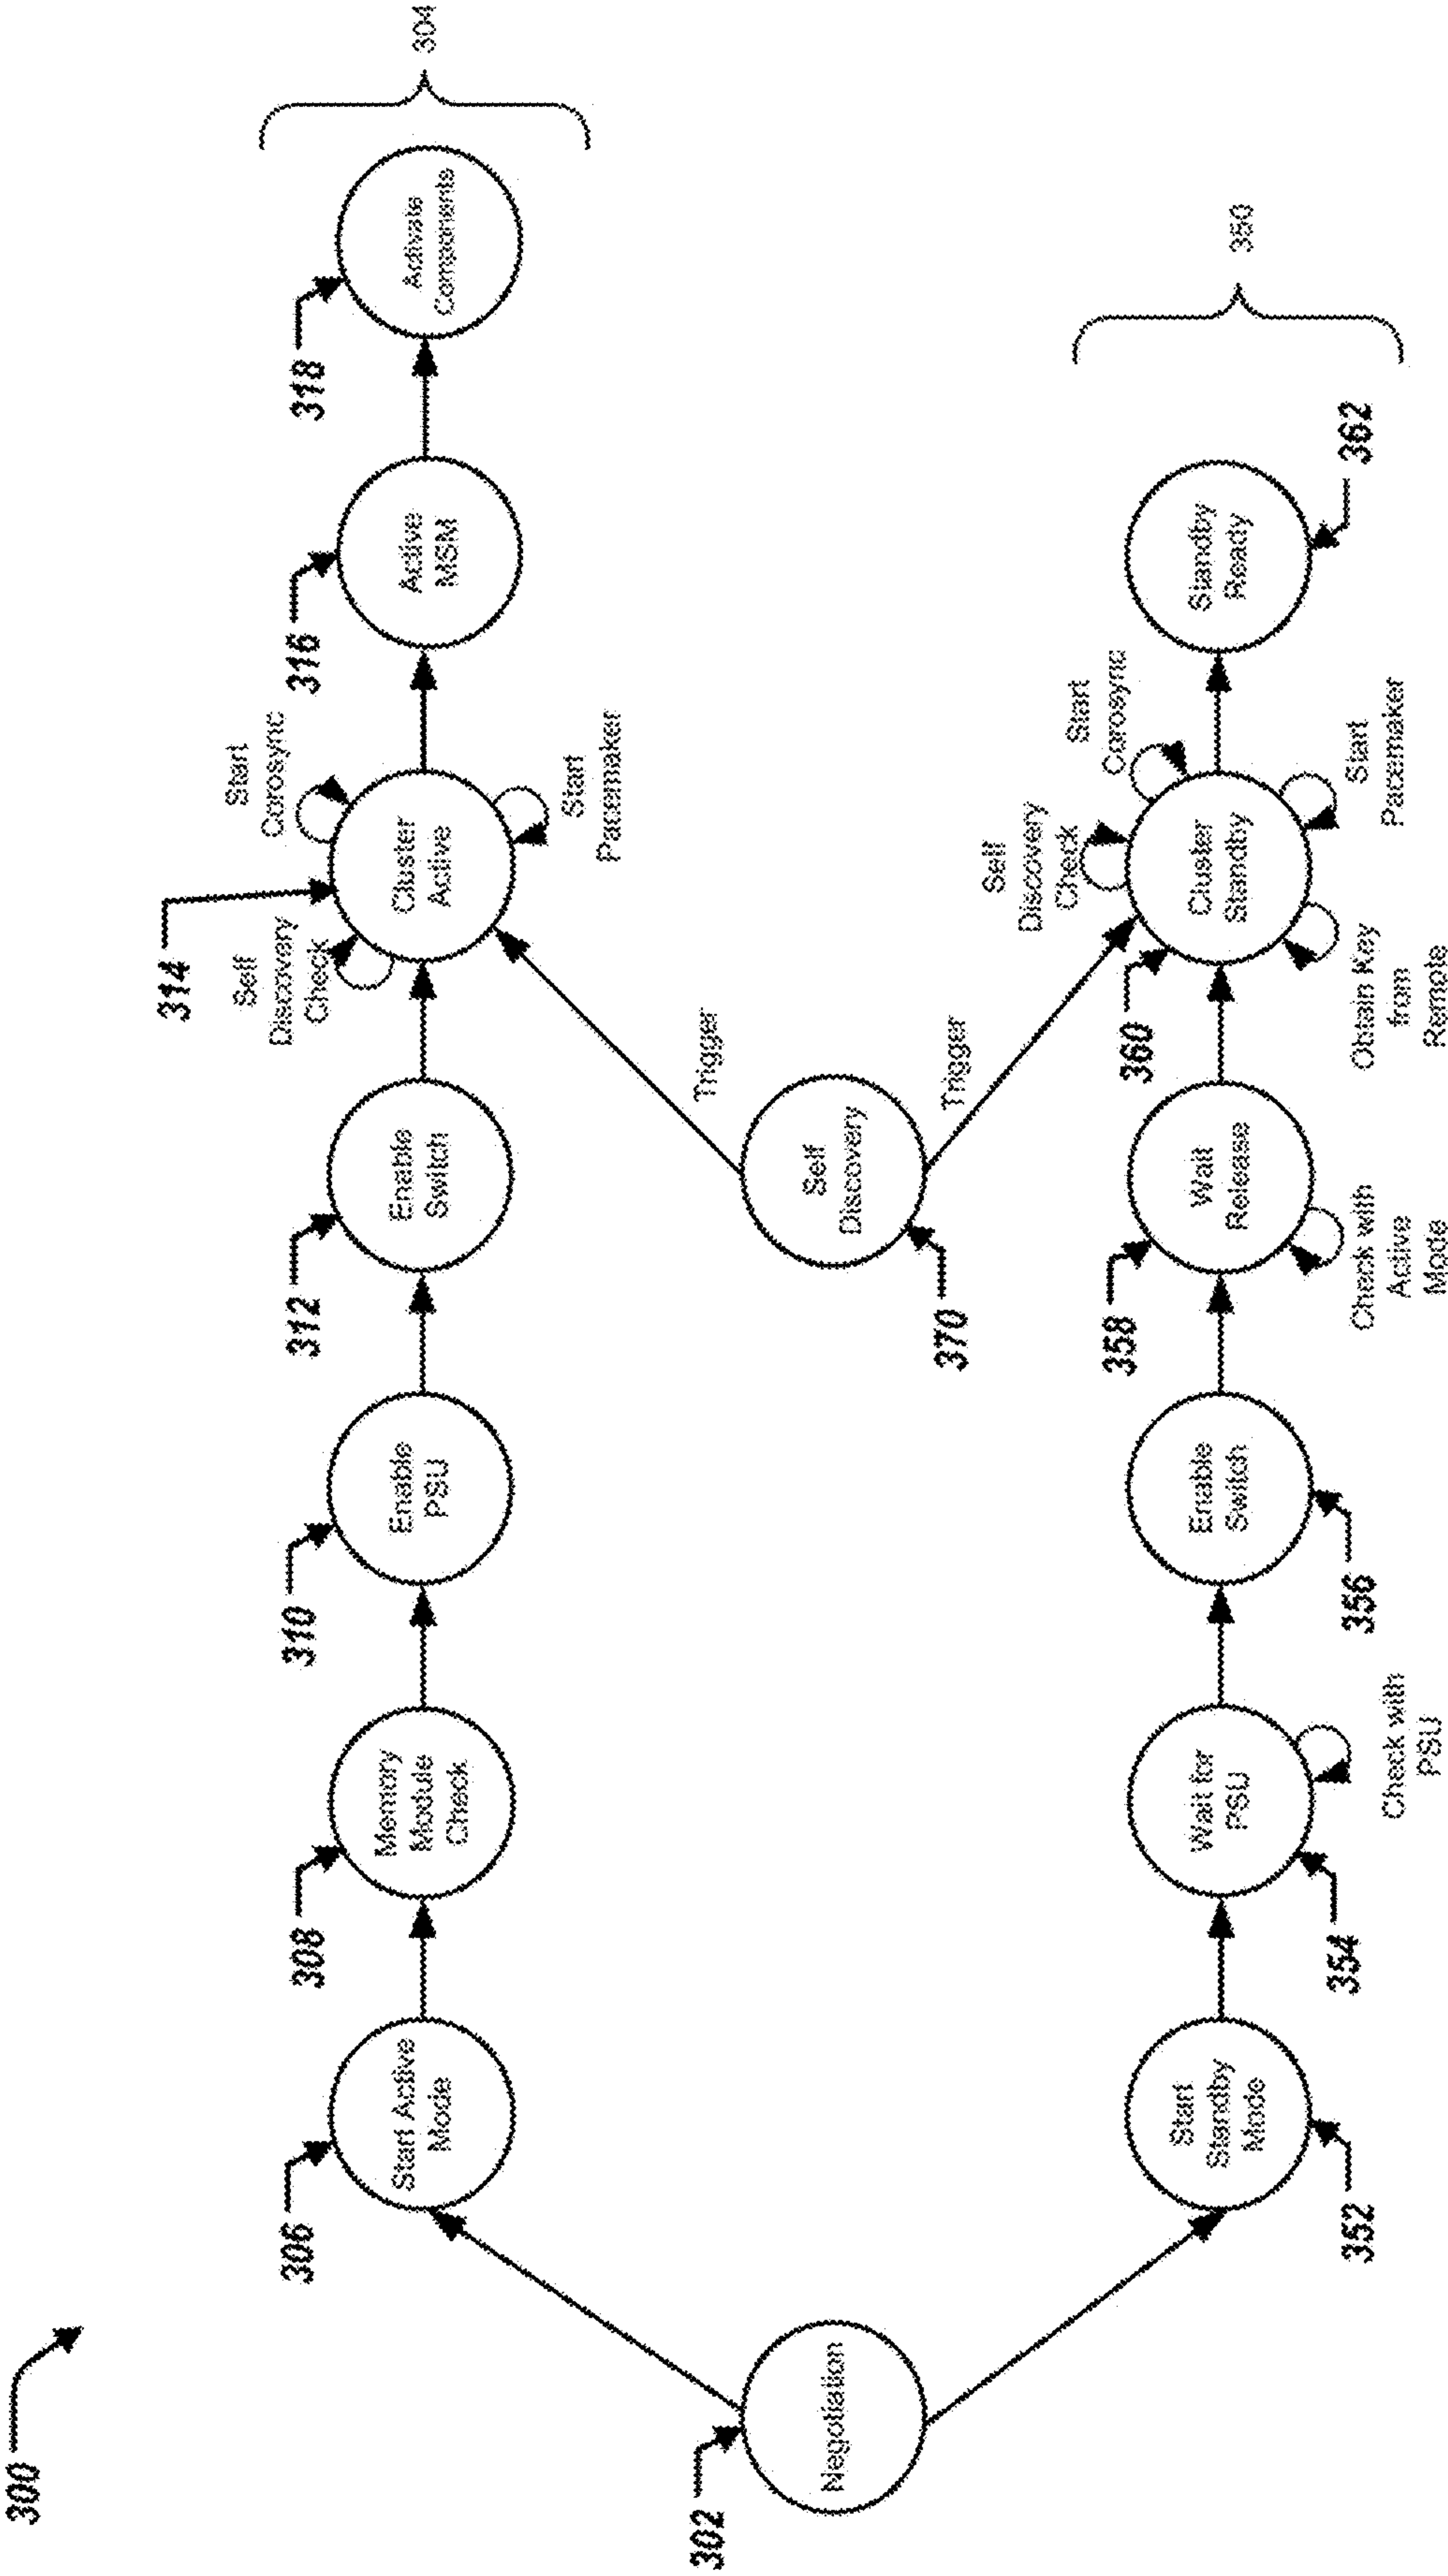 300
304
318
Activate
Components
316
Active
MSM
Start
Corosync
Start
Pacemaker
314
Cluster
Active
Self
Discovery
Check
312
Enable
Switch
310
Enable
PSU
308
Memory
Module
Check
306
Start Active
Mode
302
Negotiation
Trigger
Self
Discovery
370
Trigger
350
362
Standby
Ready
Start
Corosync
Start
Pacemaker
Self
Discovery
Check
Cluster
Standby
360
Obtain Key
from
Remote
358
Wait
Release
Check with
Active
Mode
356
Enable
Switch
354
Wait for
PSU
Check with
PSU
352
Start
Standby
Mode